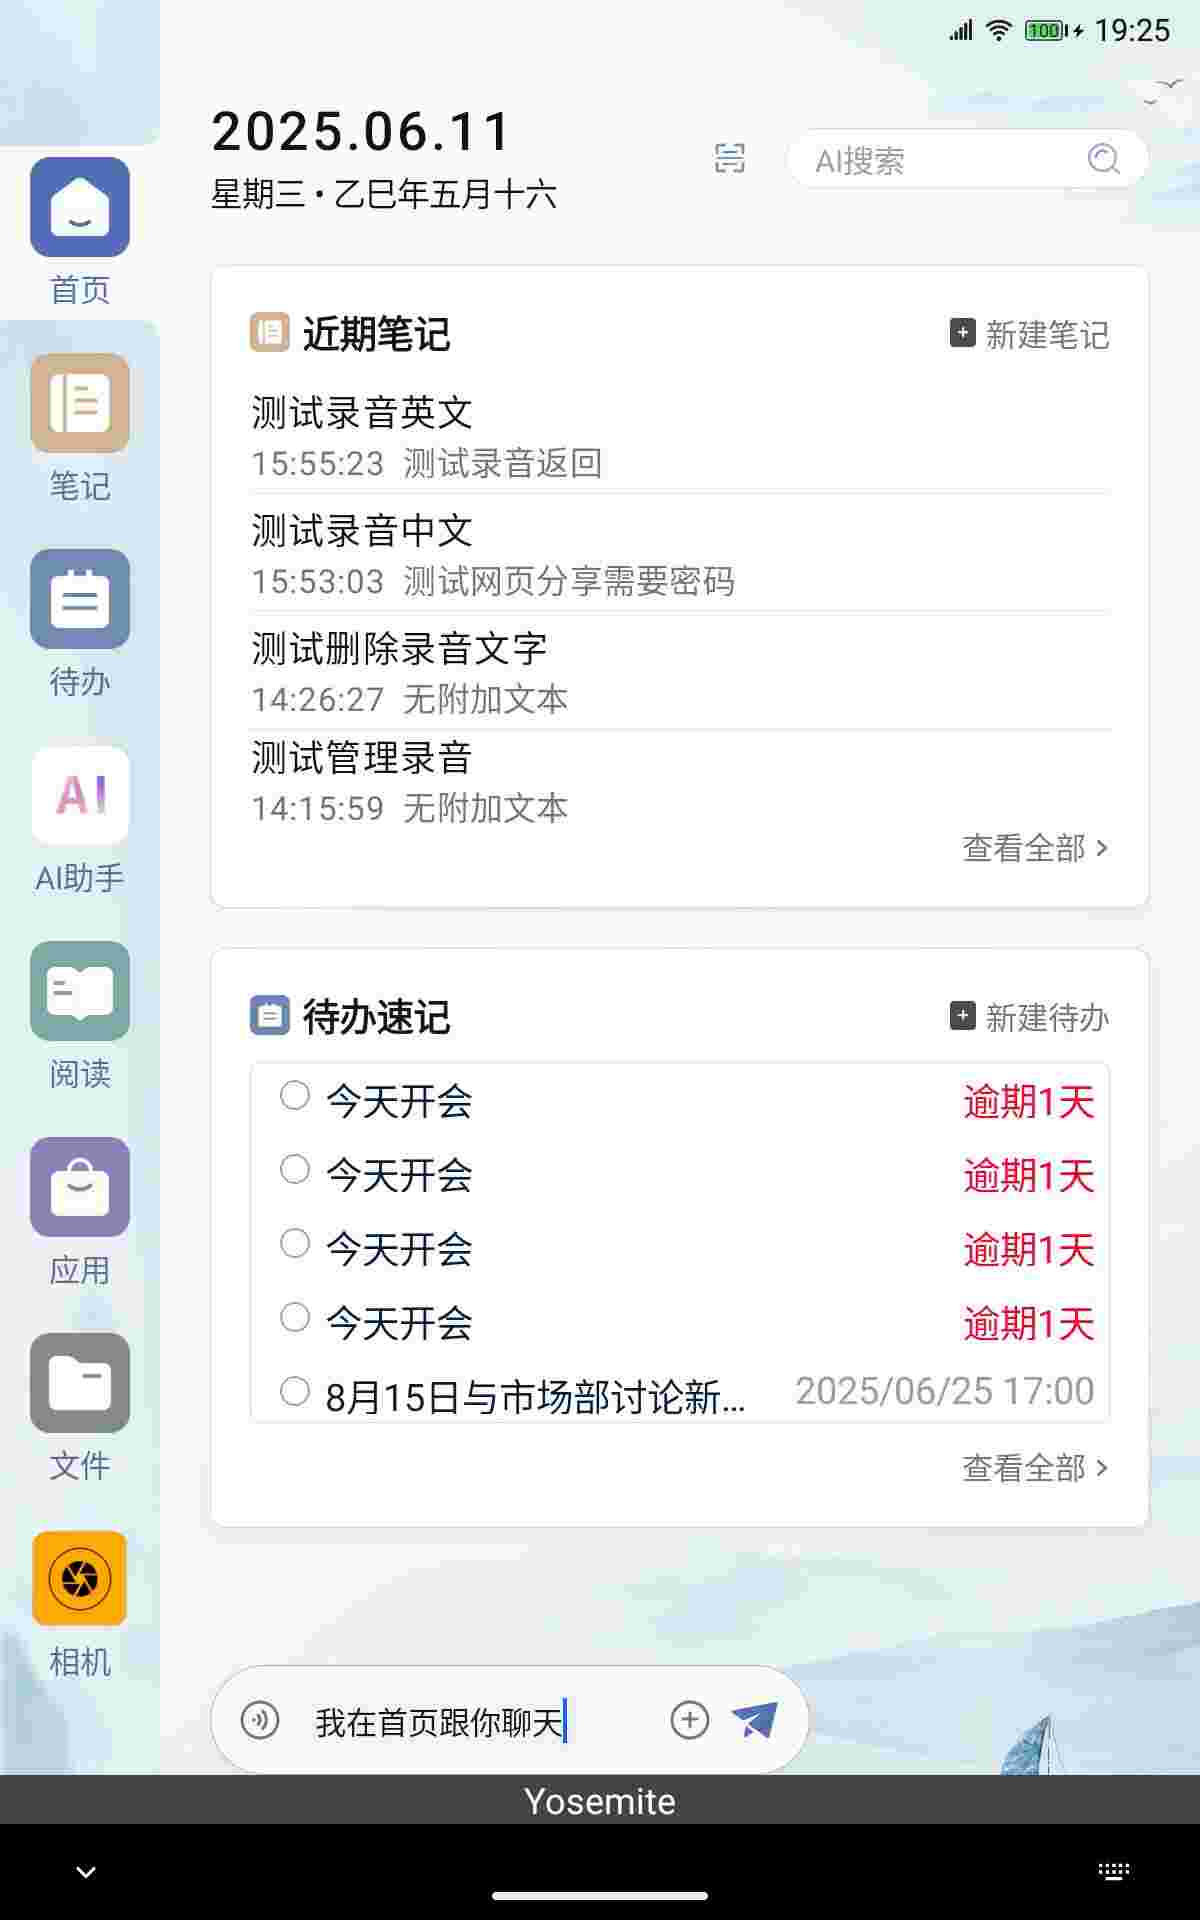 100 19:25
2025.06.11
星期三·乙巳年五月十六
AI搜索
首页
笔记
待办
AI
AI助手
阅读
应用
文件
相机
近期笔记
新建笔记
测试录音英文
15:55:23 测试录音返回
测试录音中文
15:53:03 测试网页分享需要密码
测试删除录音文字
14:26:27 无附加文本
测试管理录音
14:15:59 无附加文本
查看全部
待办速记
新建待办
今天开会 逾期1天
今天开会 逾期1天
今天开会 逾期1天
今天开会 逾期1天
8月15日与市场部讨论新... 2025/06/25 17:00
查看全部
我在首页跟你聊天
Yosemite